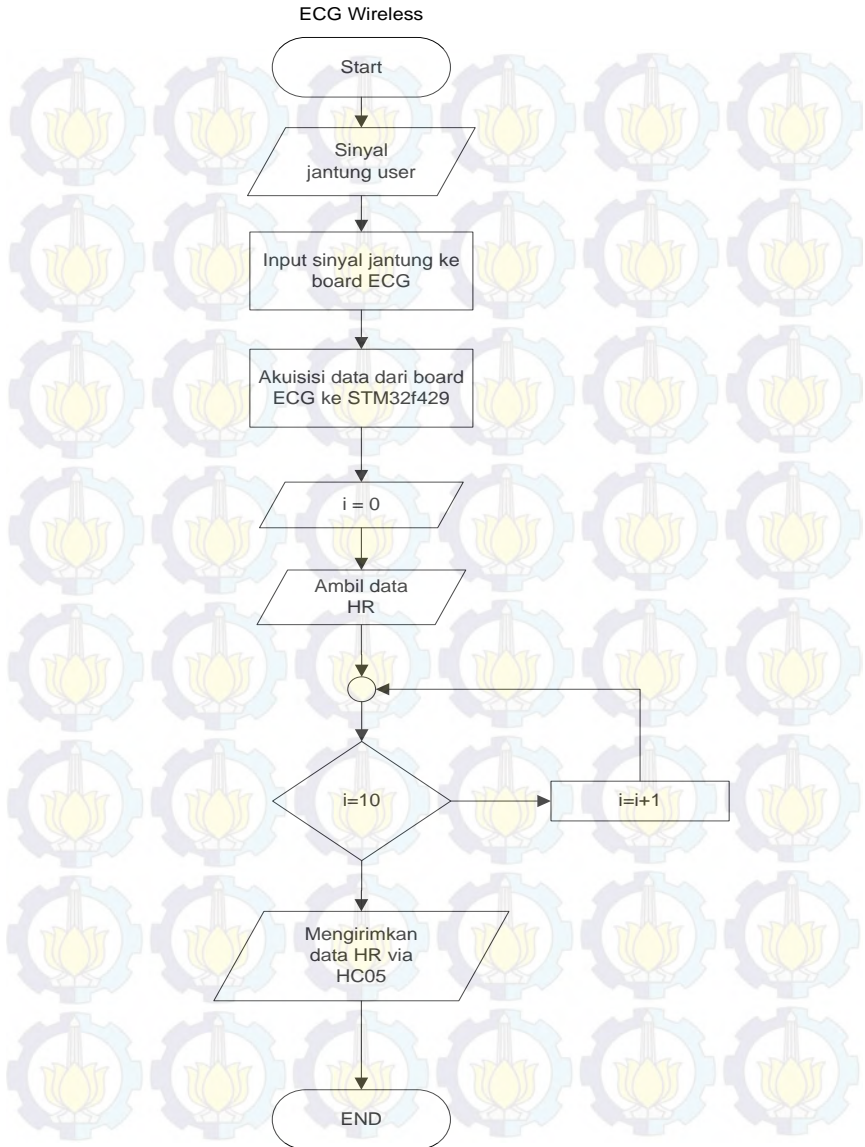 ECG Wireless
Start
Sinyal
jantung user
Input sinyal jantung ke
board ECG
Akuisisi data dari board
ECG ke STM32f429
i = 0
Ambil data
HR
i=10
i=i+1
Mengirimkan
data HR via
HC05
END